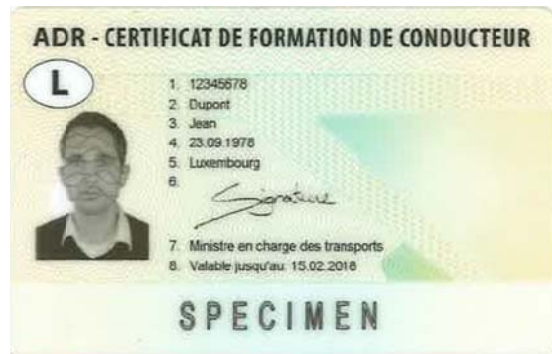 ADR - CERTIFICAT DE FORMATION DE CONDUCTEUR
L
1. 12345678
2. Dupont
3. Jean
4. 23.09.1978
5. Luxembourg
6. Signature
7. Ministre en charge des transports
8. Valable jusqu'au: 15.02.2018
SPECIMEN